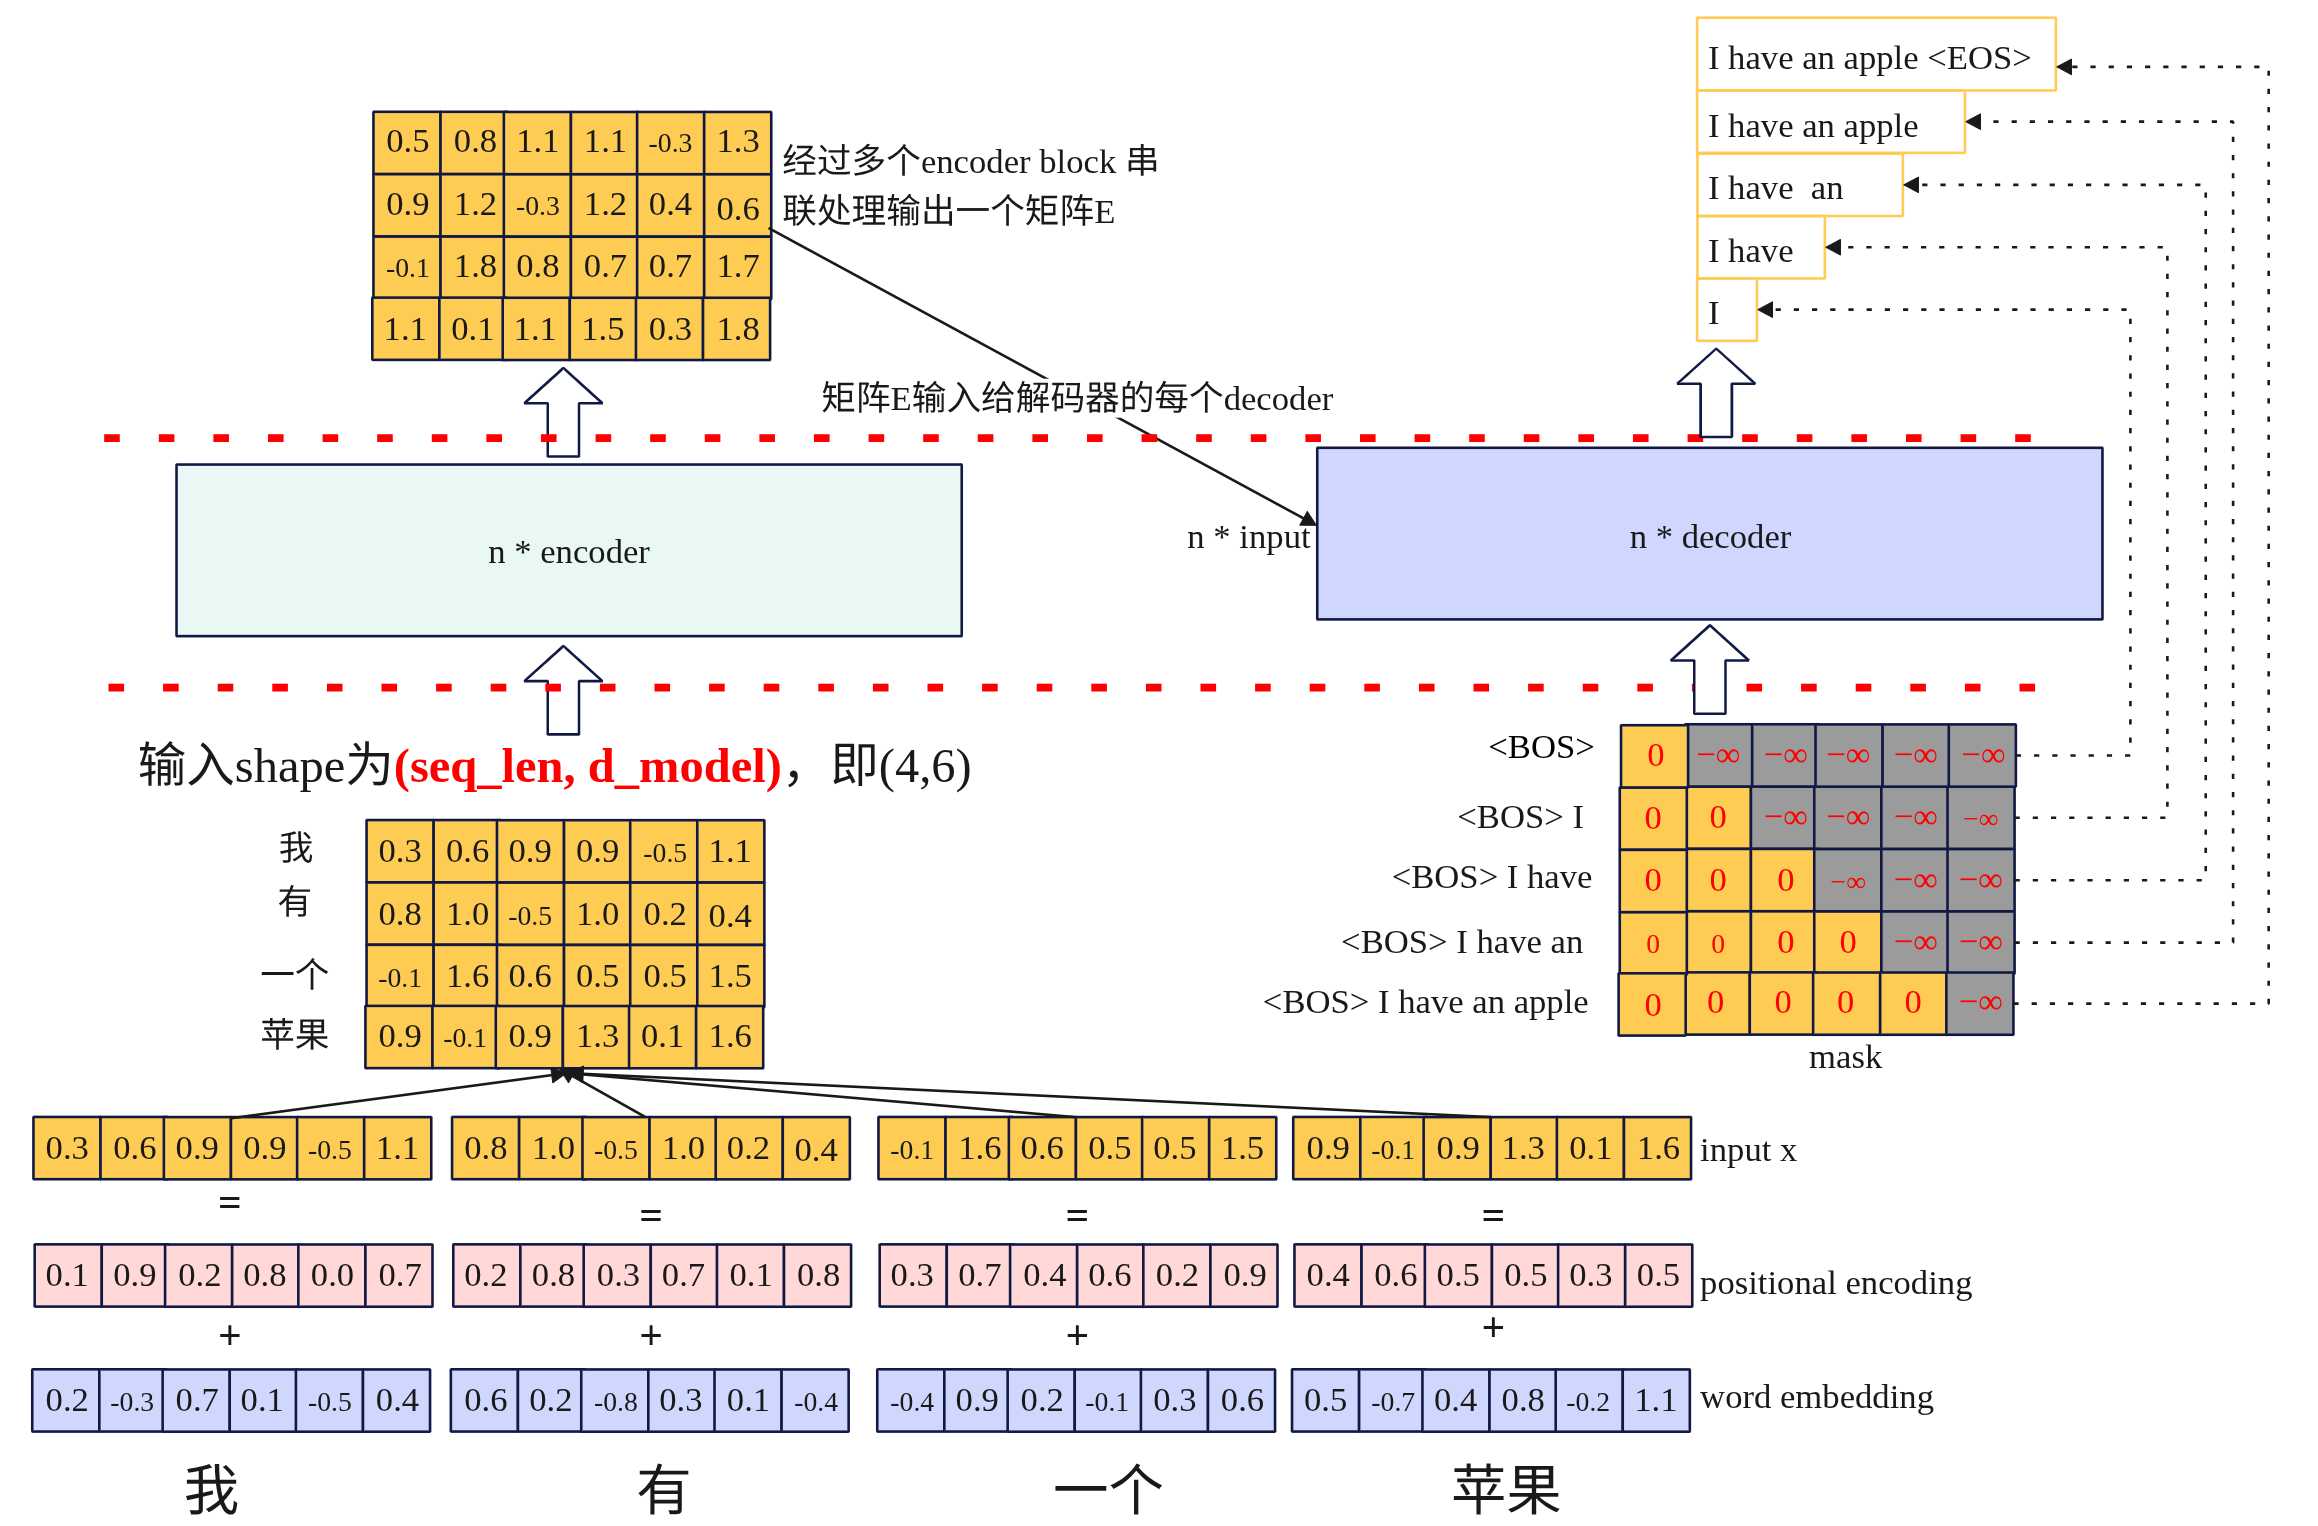 I have an apple <EOS>
I have an apple
I have  an
I have
I
0.5 0.8 1.1 1.1 -0.3 1.3
0.9 1.2 -0.3 1.2 0.4 0.6
-0.1 1.8 0.8 0.7 0.7 1.7
1.1 0.1 1.1 1.5 0.3 1.8
经过多个encoder block 串
联处理输出一个矩阵E
矩阵E输入给解码器的每个decoder
n * encoder
n * input
n * decoder
输入shape为(seq_len, d_model)，即(4,6)
我 0.3 0.6 0.9 0.9 -0.5 1.1
有 0.8 1.0 -0.5 1.0 0.2 0.4
一个 -0.1 1.6 0.6 0.5 0.5 1.5
苹果 0.9 -0.1 0.9 1.3 0.1 1.6
<BOS> 0 −∞ −∞ −∞ −∞ −∞
<BOS> I 0 0 −∞ −∞ −∞ −∞
<BOS> I have 0 0 0 −∞ −∞ −∞
<BOS> I have an 0 0 0 0 −∞ −∞
<BOS> I have an apple 0 0 0 0 0 −∞
mask
0.3 0.6 0.9 0.9 -0.5 1.1 0.8 1.0 -0.5 1.0 0.2 0.4 -0.1 1.6 0.6 0.5 0.5 1.5 0.9 -0.1 0.9 1.3 0.1 1.6 input x
= = = =
0.1 0.9 0.2 0.8 0.0 0.7 0.2 0.8 0.3 0.7 0.1 0.8 0.3 0.7 0.4 0.6 0.2 0.9 0.4 0.6 0.5 0.5 0.3 0.5 positional encoding
+ + + +
0.2 -0.3 0.7 0.1 -0.5 0.4 0.6 0.2 -0.8 0.3 0.1 -0.4 -0.4 0.9 0.2 -0.1 0.3 0.6 0.5 -0.7 0.4 0.8 -0.2 1.1 word embedding
我 有 一个 苹果